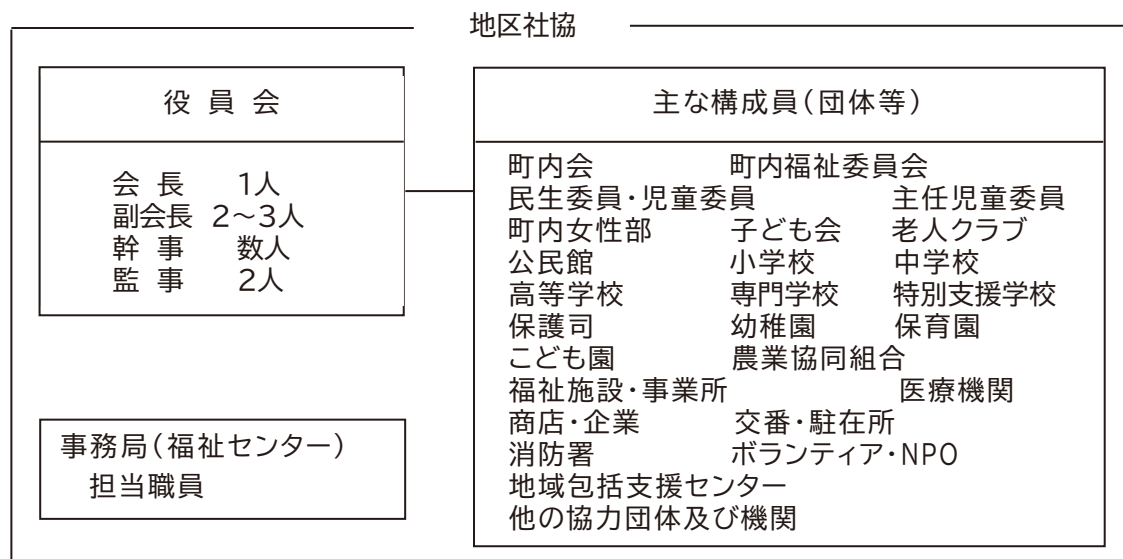 地区社協
役 員 会
会 長 1人
副会長 2～3人
幹 事 数人
監 事 2人
事務局(福祉センター)
担当職員
主な構成員(団体等)
町内会 町内福祉委員会
民生委員・児童委員 主任児童委員
町内女性部 子ども会 老人クラブ
公民館 小学校 中学校
高等学校 専門学校 特別支援学校
保護司 幼稚園 保育園
こども園 農業協同組合
福祉施設・事業所 医療機関
商店・企業 交番・駐在所
消防署 ボランティア・NPO
地域包括支援センター
他の協力団体及び機関